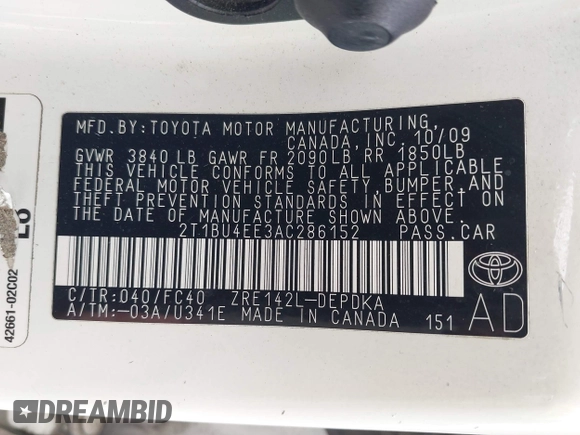 MFD. BY: TOYOTA MOTOR MANUFACTURING,
CANADA, INC. 10/09
GVWR 3840 LB GAWR FR 2090LB RR 1850LB
THIS VEHICLE CONFORMS TO ALL APPLICABLE
FEDERAL MOTOR VEHICLE SAFETY, BUMPER, AND
THEFT PREVENTION STANDARDS IN EFFECT ON
THE DATE OF MANUFACTURE SHOWN ABOVE.
2T1BU4EE3AC286152 PASS. CAR
C/TR: 040/FC40 ZRE142L-DEPDKA
A/TM:-03A/U341E MADE IN CANADA 151
TOYOTA
AD
42661-02C02
DREAMBID